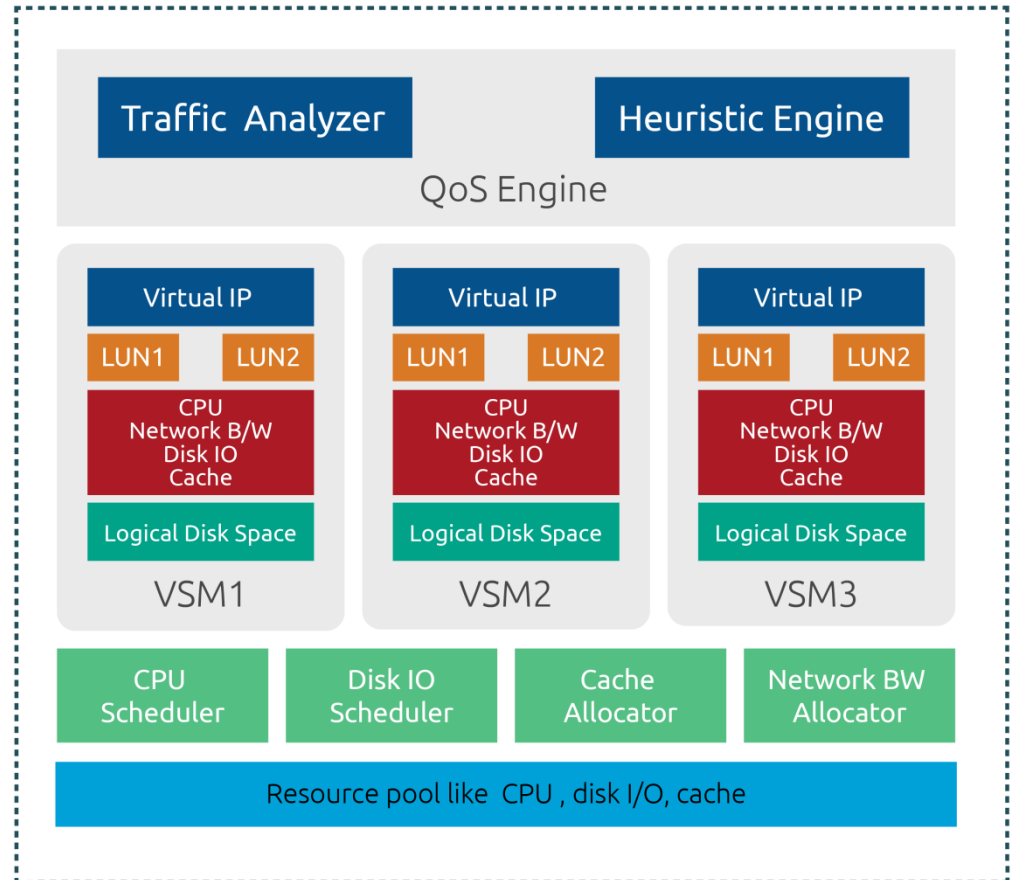 Traffic Analyzer
Heuristic Engine
QoS Engine
Virtual IP
LUN1
LUN2
CPU
Network B/W
Disk IO
Cache
Logical Disk Space
VSM1
Virtual IP
LUN1
LUN2
CPU
Network B/W
Disk IO
Cache
Logical Disk Space
VSM2
Virtual IP
LUN1
LUN2
CPU
Network B/W
Disk IO
Cache
Logical Disk Space
VSM3
CPU
Scheduler
Disk IO
Scheduler
Cache
Allocator
Network BW
Allocator
Resource pool like CPU , disk I/O, cache